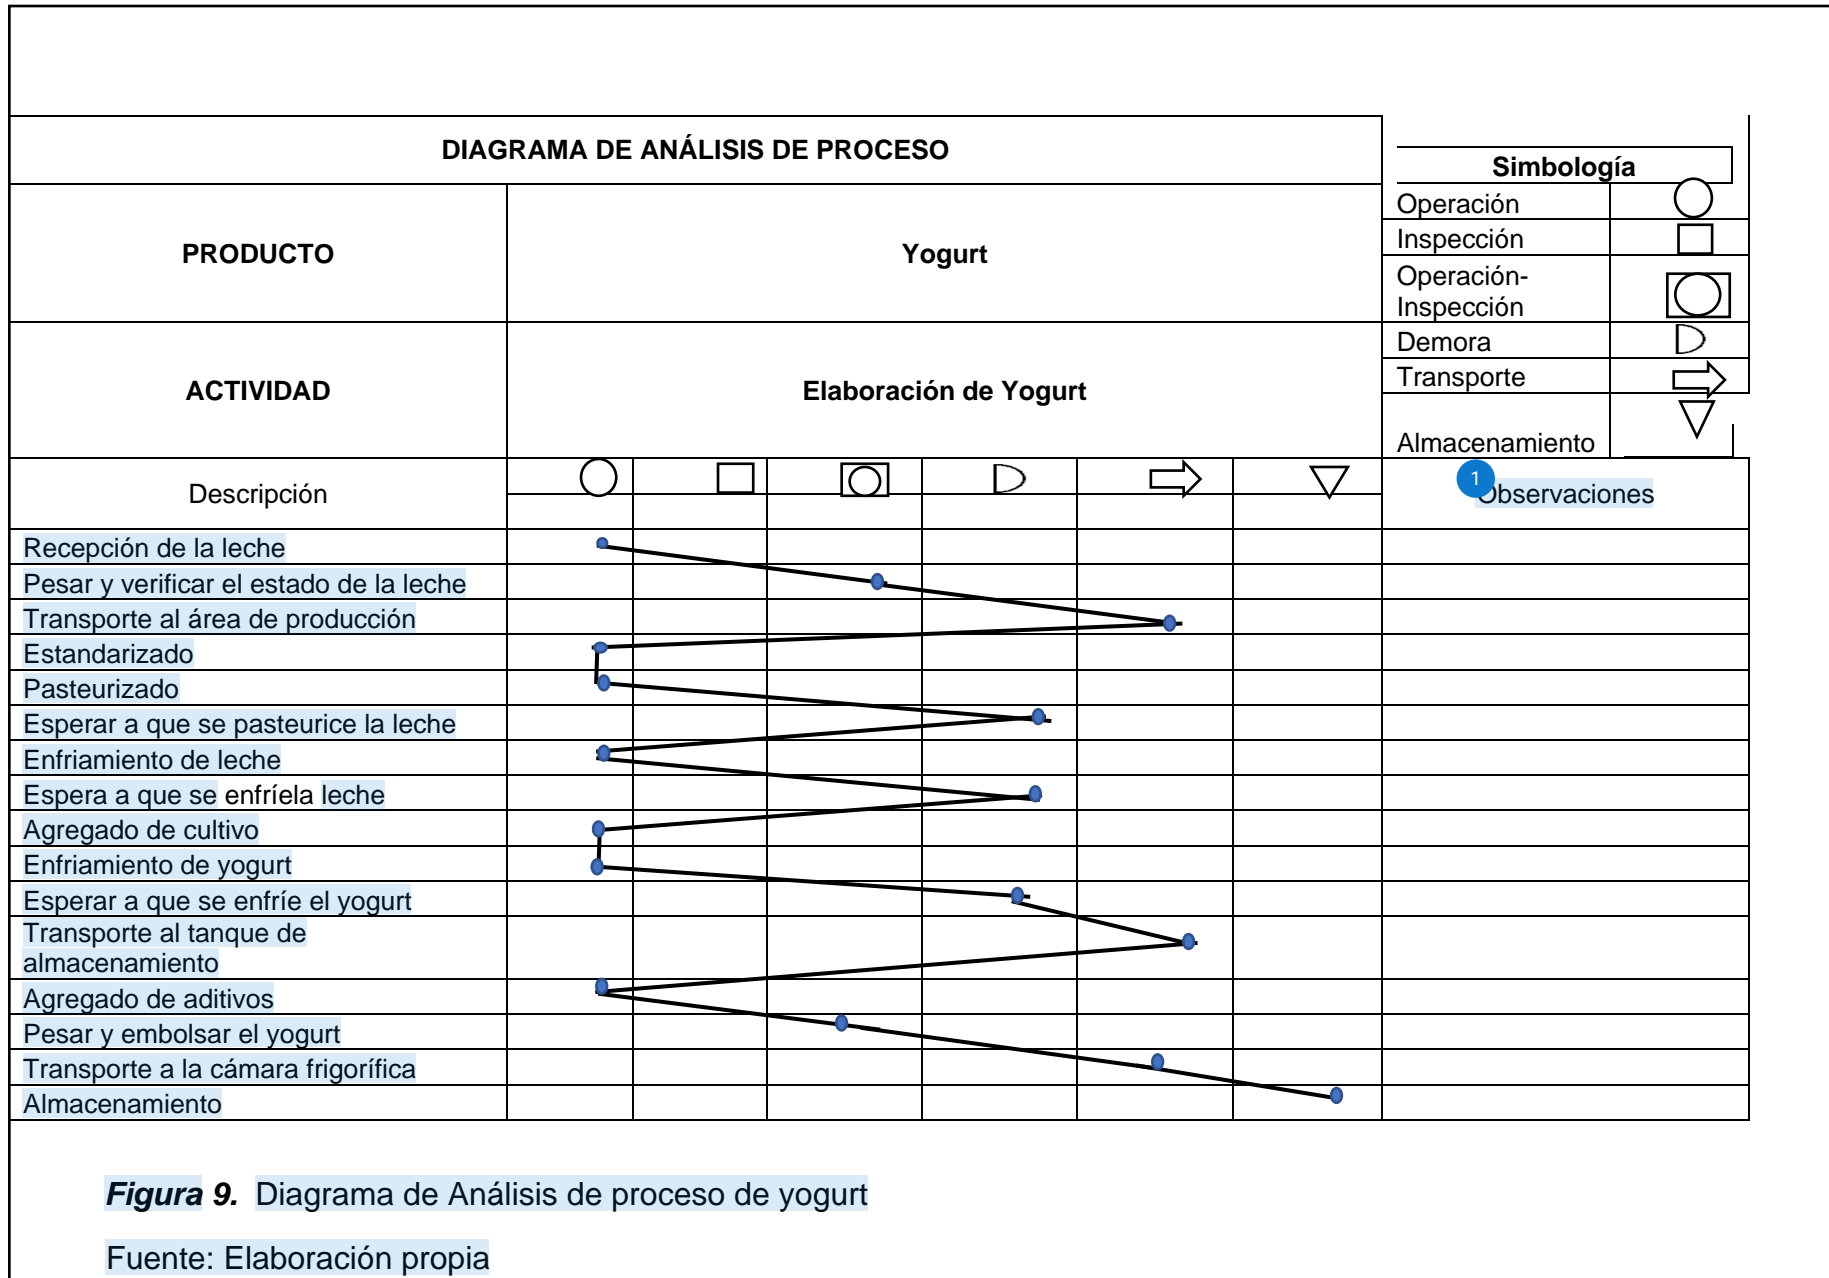 DIAGRAMA DE ANÁLISIS DE PROCESO
Simbología
PRODUCTO
Yogurt
Operación
Inspección
Operación-
Inspección
Demora
ACTIVIDAD
Elaboración de Yogurt
Transporte
Almacenamiento
Descripción
1
Observaciones
Recepción de la leche
Pesar y verificar el estado de la leche
Transporte al área de producción
Estandarizado
Pasteurizado
Esperar a que se pasteurice la leche
Enfriamiento de leche
Espera a que se enfríela leche
Agregado de cultivo
Enfriamiento de yogurt
Esperar a que se enfríe el yogurt
Transporte al tanque de
almacenamiento
Agregado de aditivos
Pesar y embolsar el yogurt
Transporte a la cámara frigorífica
Almacenamiento
Figura 9. Diagrama de Análisis de proceso de yogurt
Fuente: Elaboración propia